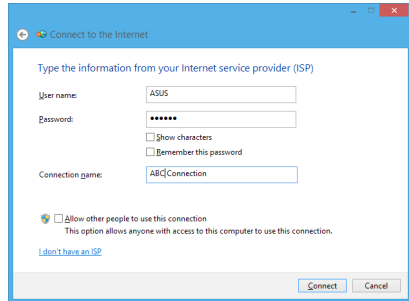 Connect to the Internet
Type the information from your Internet service provider (ISP)
User name:
ASUS
Password:
••••••
Show characters
Remember this password
Connection name:
ABC Connection
Allow other people to use this connection
This option allows anyone with access to this computer to use this connection.
I don't have an ISP
Connect
Cancel